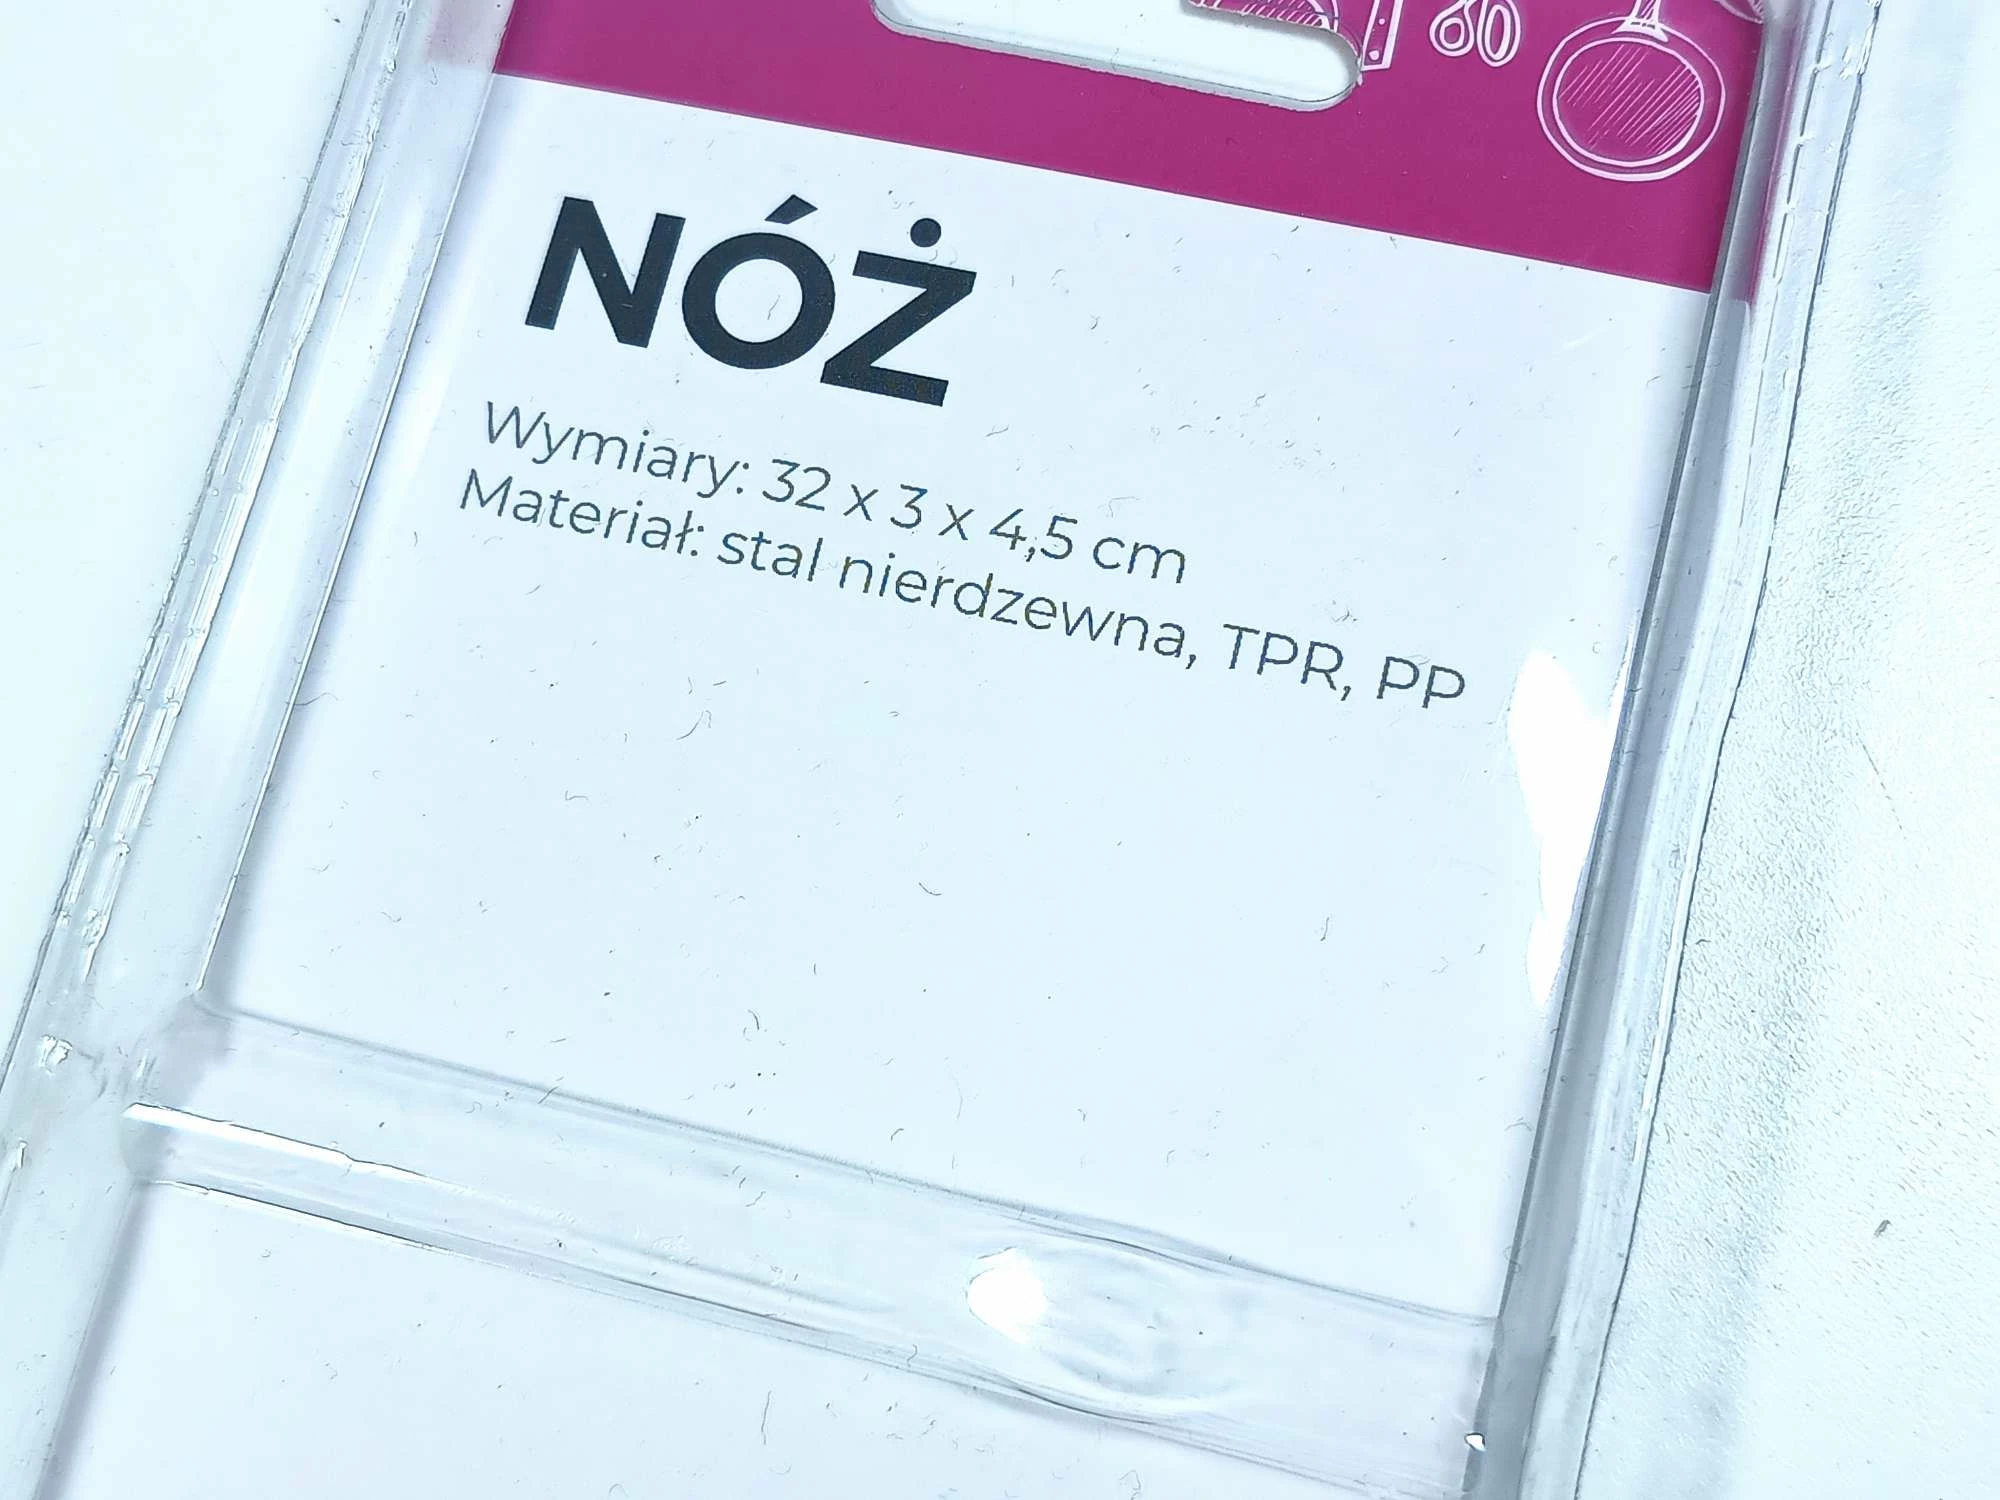 NÓŻ
Wymiary: 32 x 3 x 4,5 cm
Materiał: stal nierdzewna, TPR, PP